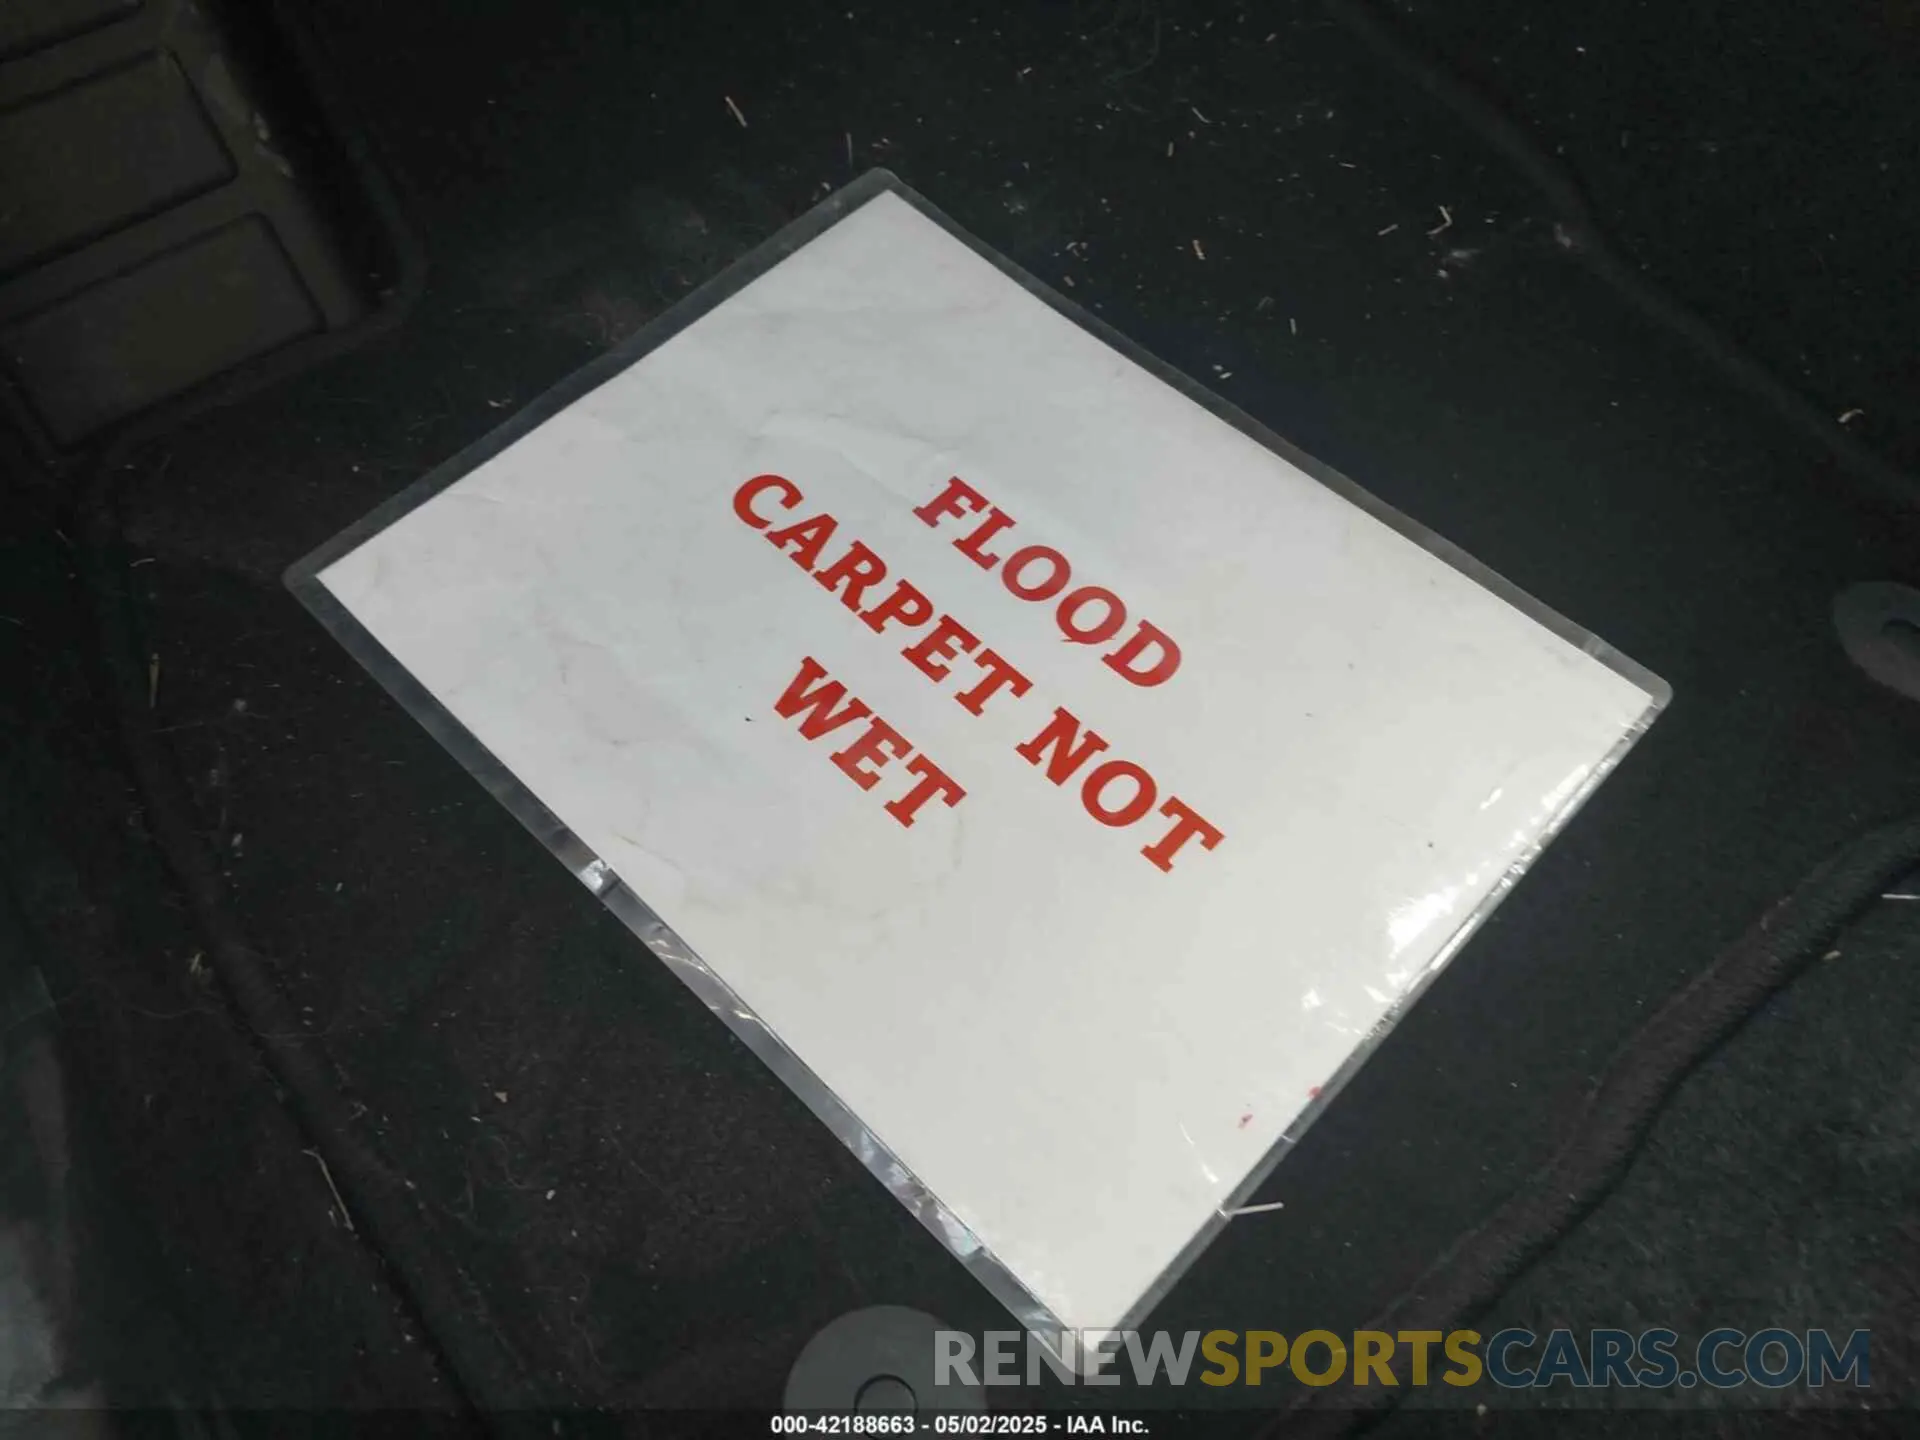 FLOOD
CARPET NOT
WET
RENEWSPORTSCARS.COM
000-42188663 - 05/02/2025 - IAA Inc.